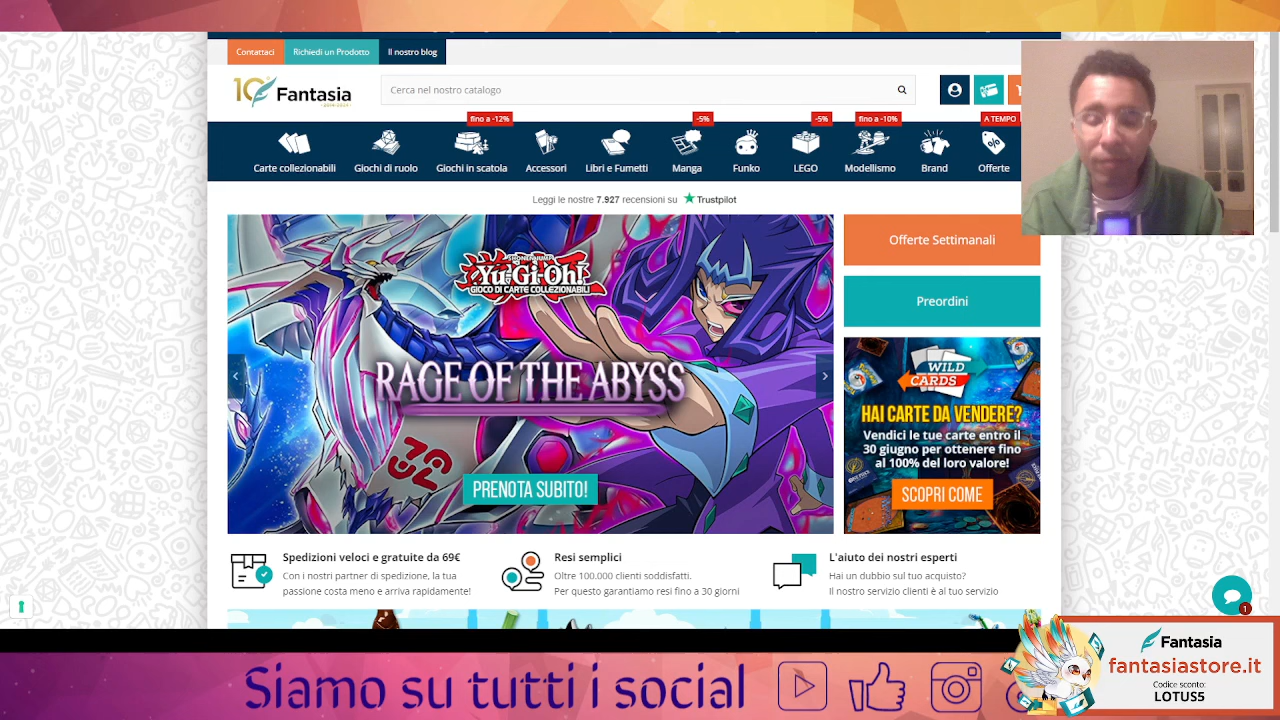 Contattaci
Richiedi un Prodotto
Il nostro blog
10
Fantasia
Cerca nel nostro catalogo
fino a -12%
-5%
-5%
fino a -10%
A TEMPO
Carte collezionabili
Giochi di ruolo
Giochi in scatola
Accessori
Libri e Fumetti
Manga
Funko
LEGO
Modellismo
Brand
Offerte
Leggi le nostre 7.927 recensioni su Trustpilot
SHONEN JUMP
Yu-Gi-Oh!
GIOCO DI CARTE COLLEZIONABILI
RAGE OF THE ABYSS
PRENOTA SUBITO!
Offerte Settimanali
Preordini
WILD
CARDS
HAI CARTE DA VENDERE?
Vendici le tue carte entro il
30 giugno per ottenere fino
al 100% del loro valore!
SCOPRI COME
Spedizioni veloci e gratuite da 69€
Con i nostri partner di spedizione, la tua
passione costa meno e arriva rapidamente!
Resi semplici
Oltre 100.000 clienti soddisfatti.
Per questo garantiamo resi fino a 30 giorni
L'aiuto dei nostri esperti
Hai un dubbio sul tuo acquisto?
Il nostro servizio clienti è al tuo servizio
1
Siamo su tutti i social
Fantasia
fantasiastore.it
Codice sconto:
LOTUS5